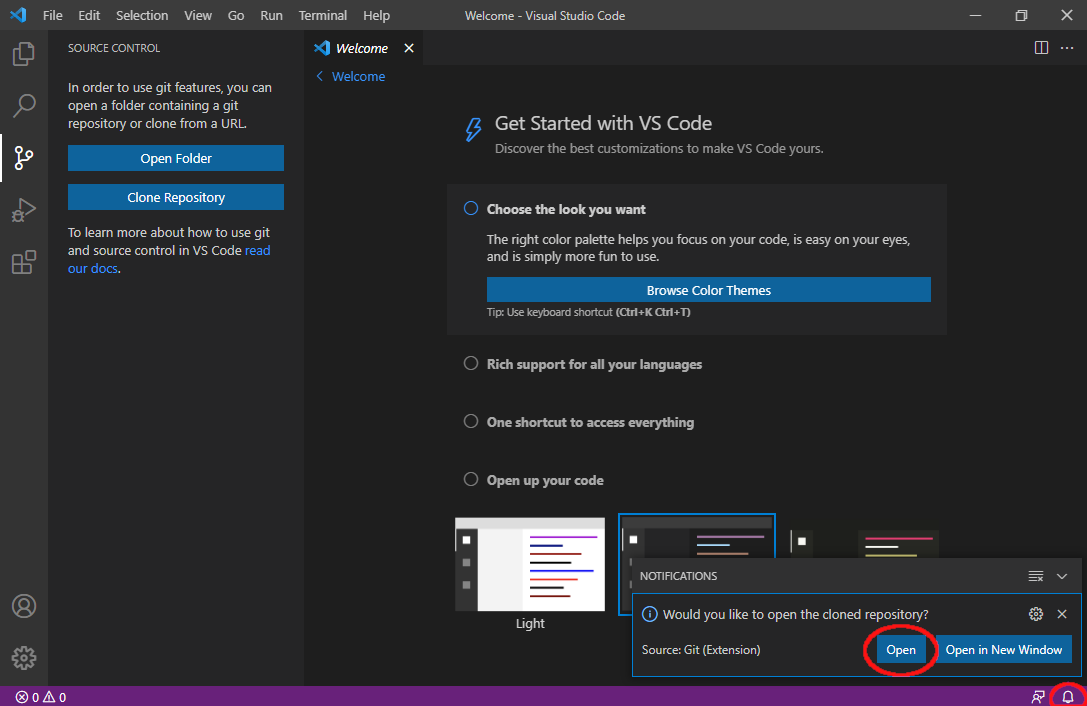 File Edit Selection View Go Run Terminal Help
Welcome - Visual Studio Code
SOURCE CONTROL
In order to use git features, you can
open a folder containing a git
repository or clone from a URL.
Open Folder
Clone Repository
To learn more about how to use git
and source control in VS Code read
our docs.
Welcome
Welcome
Get Started with VS Code
Discover the best customizations to make VS Code yours.
Choose the look you want
The right color palette helps you focus on your code, is easy on your eyes,
and is simply more fun to use.
Browse Color Themes
Tip: Use keyboard shortcut (Ctrl+K Ctrl+T)
Rich support for all your languages
One shortcut to access everything
Open up your code
Light
NOTIFICATIONS
Would you like to open the cloned repository?
Source: Git (Extension)
Open
Open in New Window
0 0